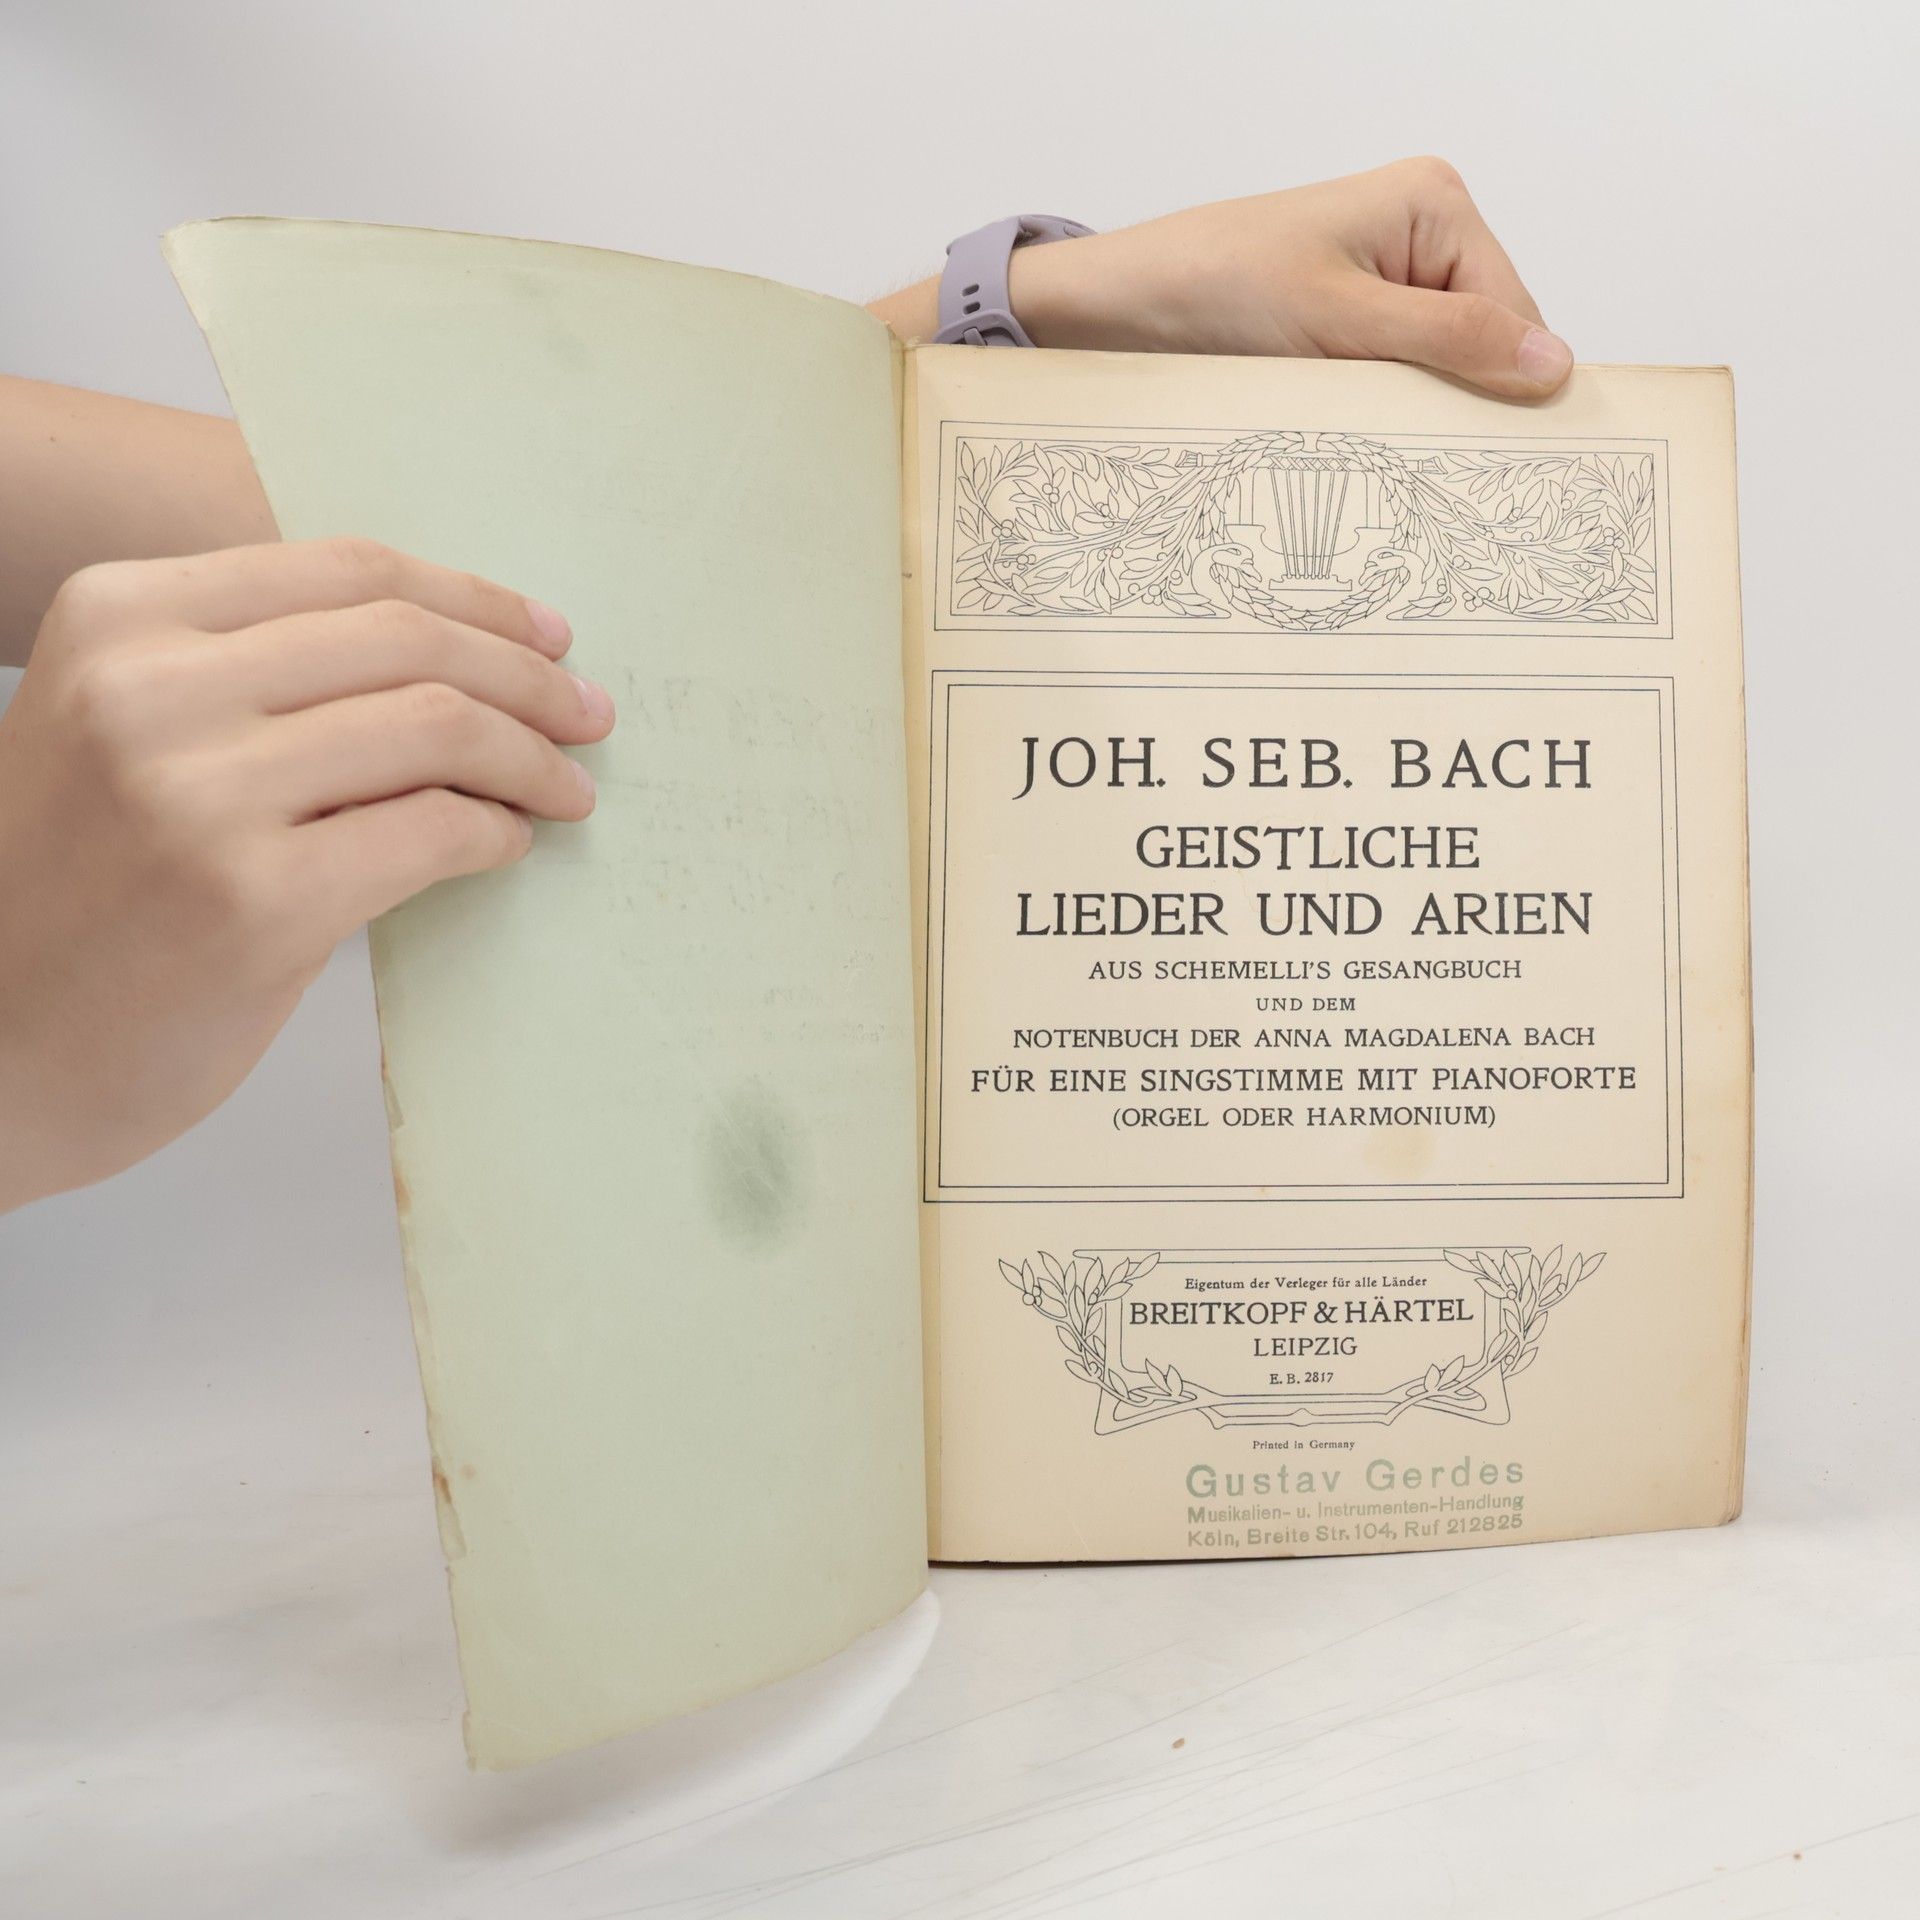 JOH. SEB. BACH
GEISTLICHE
LIEDER UND ARIEN
AUS SCHEMELLI'S GESANGBUCH
UND DEM
NOTENBUCH DER ANNA MAGDALENA BACH
FÜR EINE SINGSTIMME MIT PIANOFORTE
(ORGEL ODER HARMONIUM)
Eigentum der Verleger für alle Länder
BREITKOPF & HÄRTEL
LEIPZIG
E. B. 2817
Printed in Germany
Gustav Gerdes
Musikalien- u. Instrumenten-Handlung
Köln, Breite Str. 104, Ruf 212825